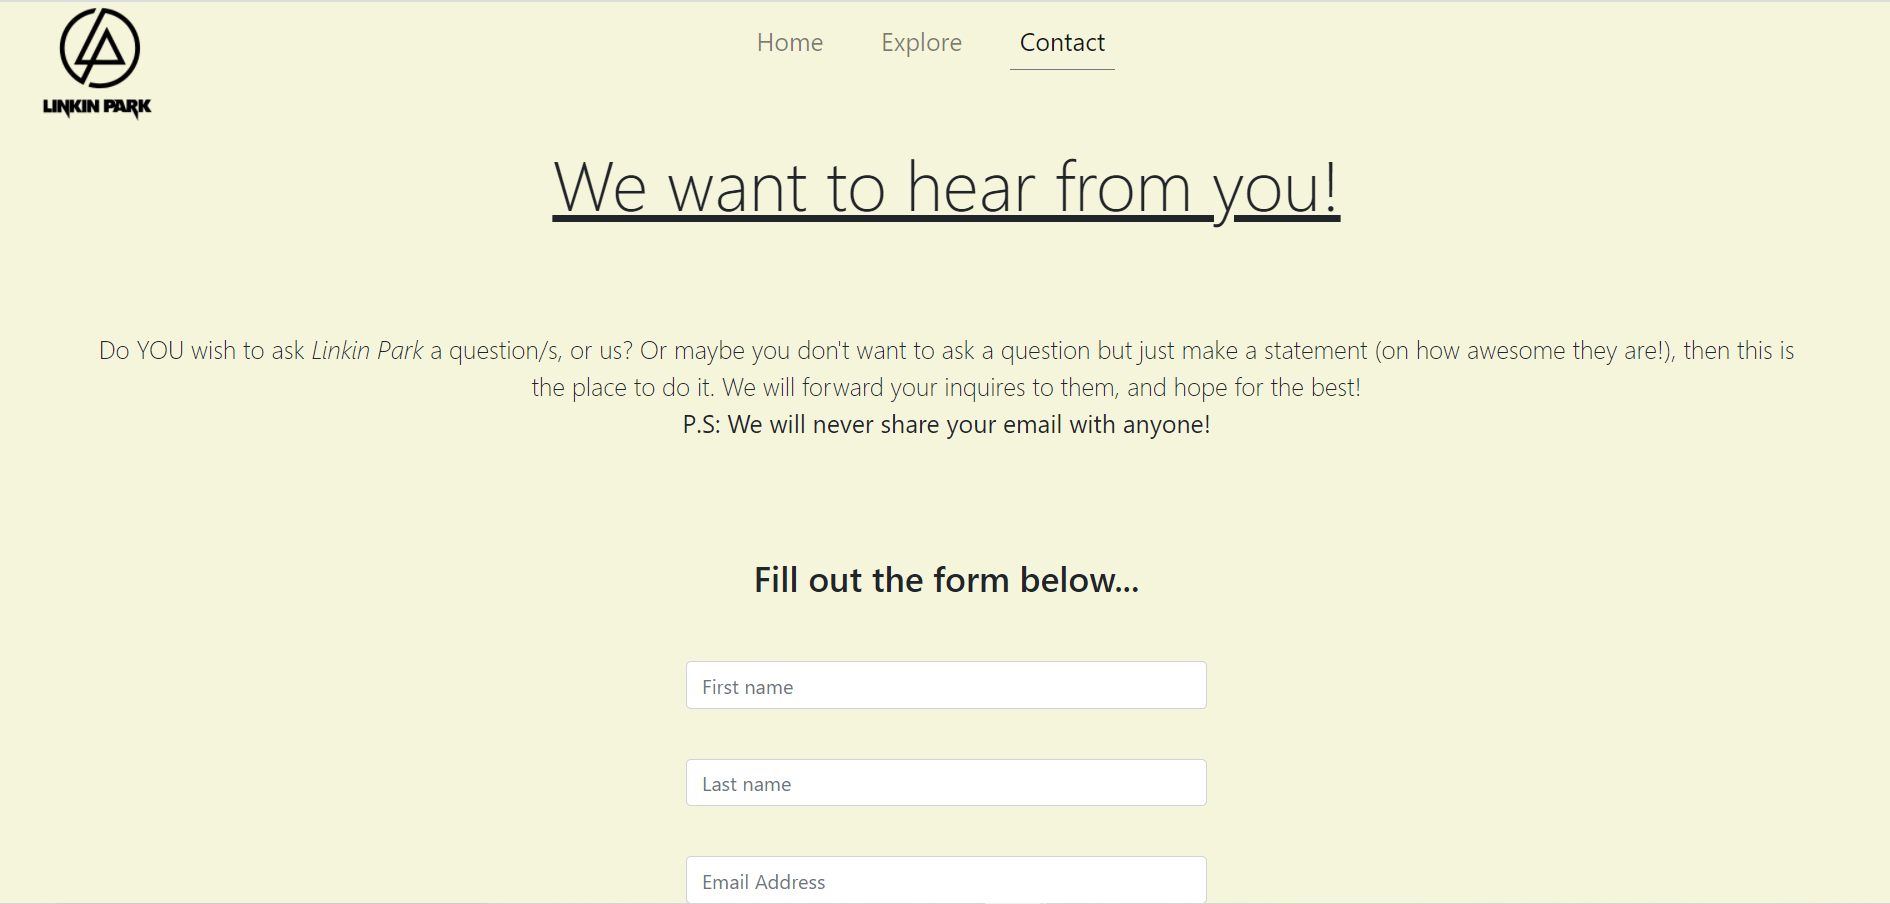 LINKIN PARK
Home Explore Contact
We want to hear from you!
Do YOU wish to ask Linkin Park a question/s, or us? Or maybe you don't want to ask a question but just make a statement (on how awesome they are!), then this is
the place to do it. We will forward your inquires to them, and hope for the best!
P.S: We will never share your email with anyone!
Fill out the form below...
First name
Last name
Email Address